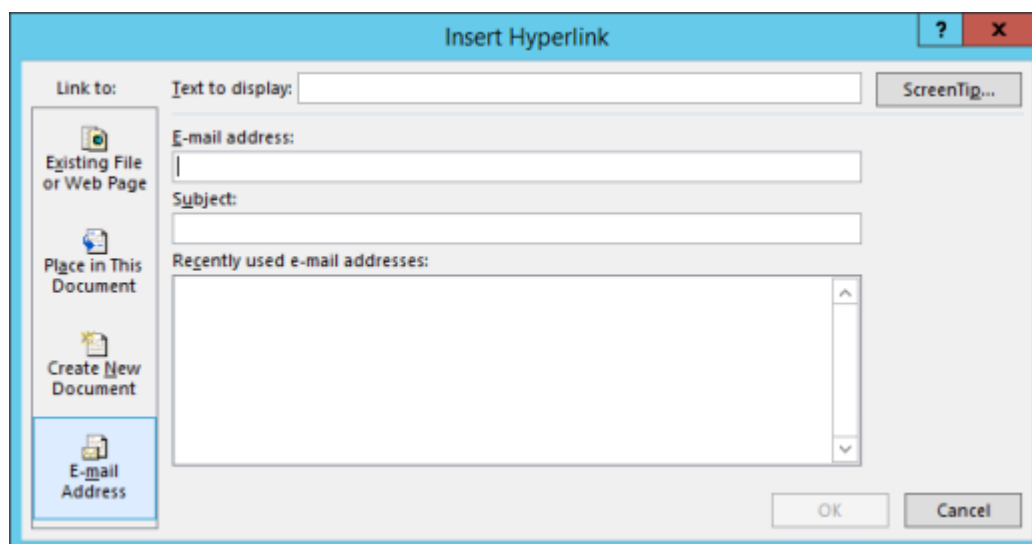 Insert Hyperlink
?
x
Link to:
Text to display:
ScreenTip...
Existing File
or Web Page
Place in This
Document
Create New
Document
E-mail
Address
E-mail address:
Subject:
Recently used e-mail addresses:
OK
Cancel